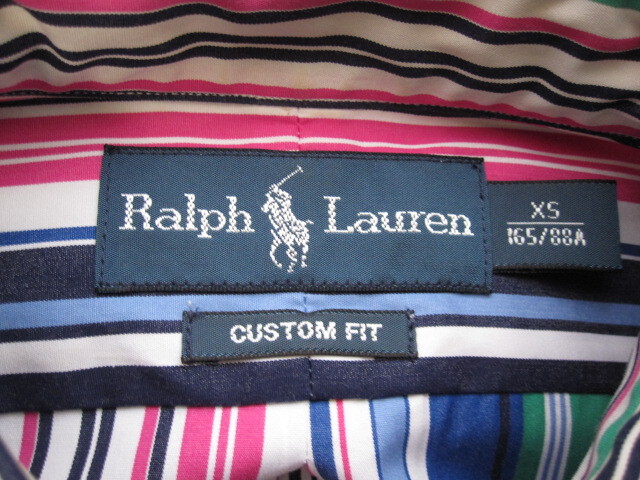 Ralph Lauren
XS
165/88A
CUSTOM FIT